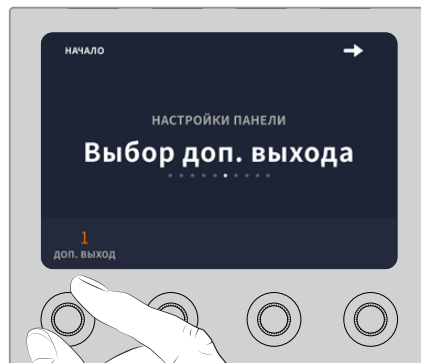 НАЧАЛО
НАСТРОЙКИ ПАНЕЛИ
Выбор доп. выхода
1
ДОП. ВЫХОД